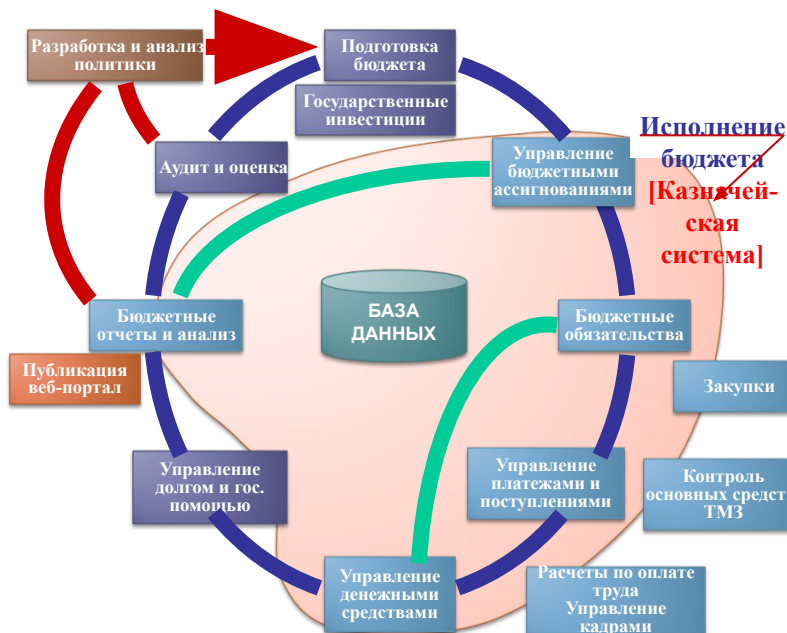 Разработка и анализ
политики
Подготовка
бюджета
Государственные
инвестиции
Аудит и оценка
Управление
бюджетными
ассигнованиями
Исполнение
бюджета
[Казначей-
ская
система]
БАЗА
ДАННЫХ
Бюджетные
отчеты и анализ
Бюджетные
обязательства
Публикация
веб-портал
Закупки
Управление
долгом и гос.
помощью
Управление
платежами и
поступлениями
Контроль
основных средст
ТМЗ
Управление
денежными
средствами
Расчеты по оплате
труда
Управление
кадрами